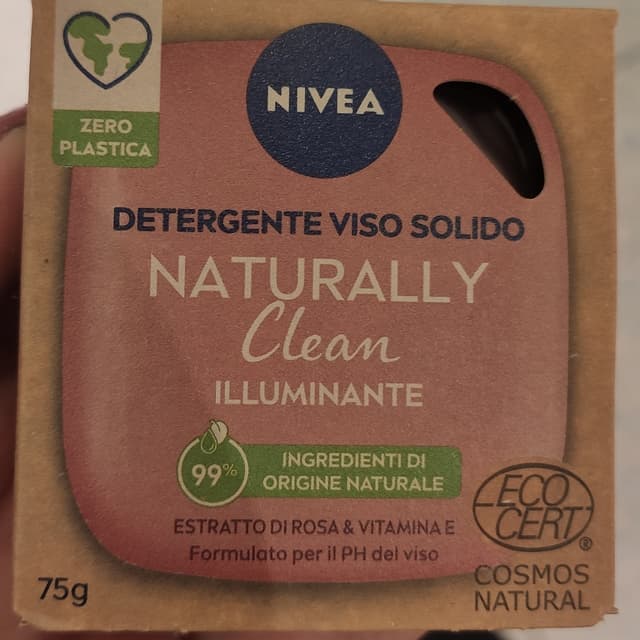 ZERO
PLASTICA
NIVEA
DETERGENTE VISO SOLIDO
NATURALLY
Clean
ILLUMINANTE
99%
INGREDIENTI DI
ORIGINE NATURALE
ESTRATTO DI ROSA & VITAMINA E
Formulato per il PH del viso
75g
ECO
CERT®
COSMOS
NATURAL